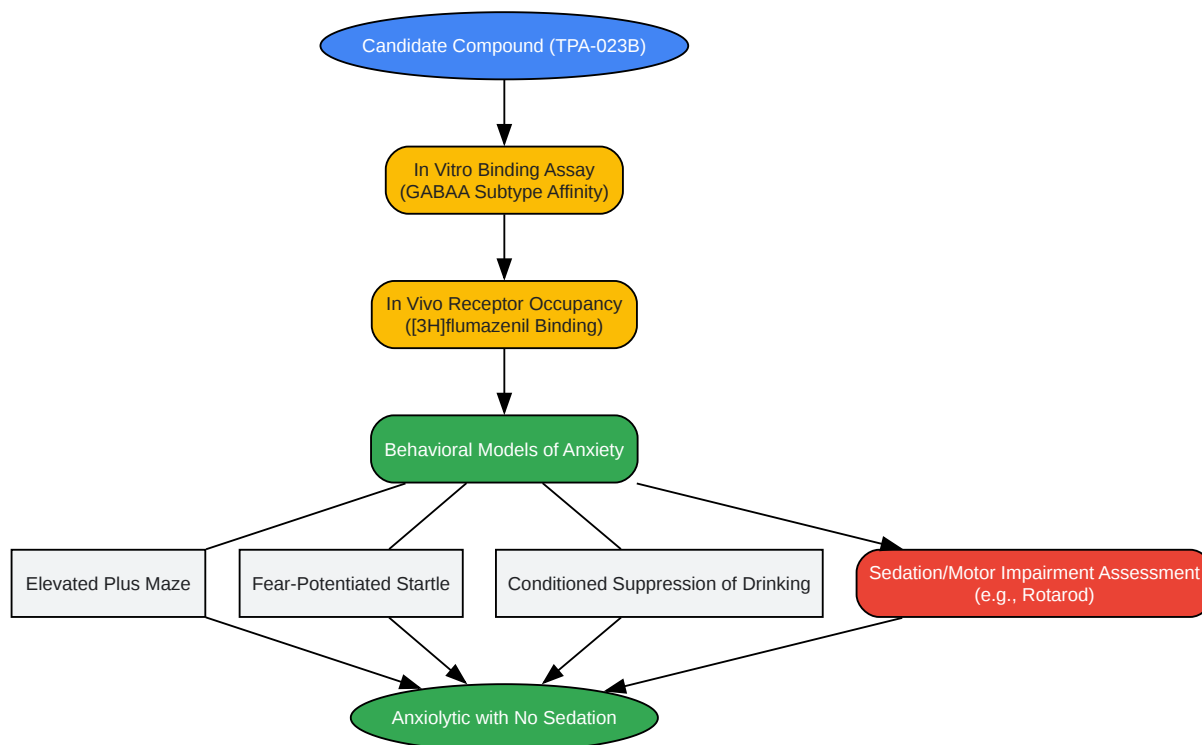 Candidate Compound (TPA-023B)
In Vitro Binding Assay
(GABAA Subtype Affinity)
In Vivo Receptor Occupancy
([3H]flumazenil Binding)
Behavioral Models of Anxiety
Elevated Plus Maze
Fear-Potentiated Startle
Conditioned Suppression of Drinking
Sedation/Motor Impairment Assessment
(e.g., Rotarod)
Anxiolytic with No Sedation